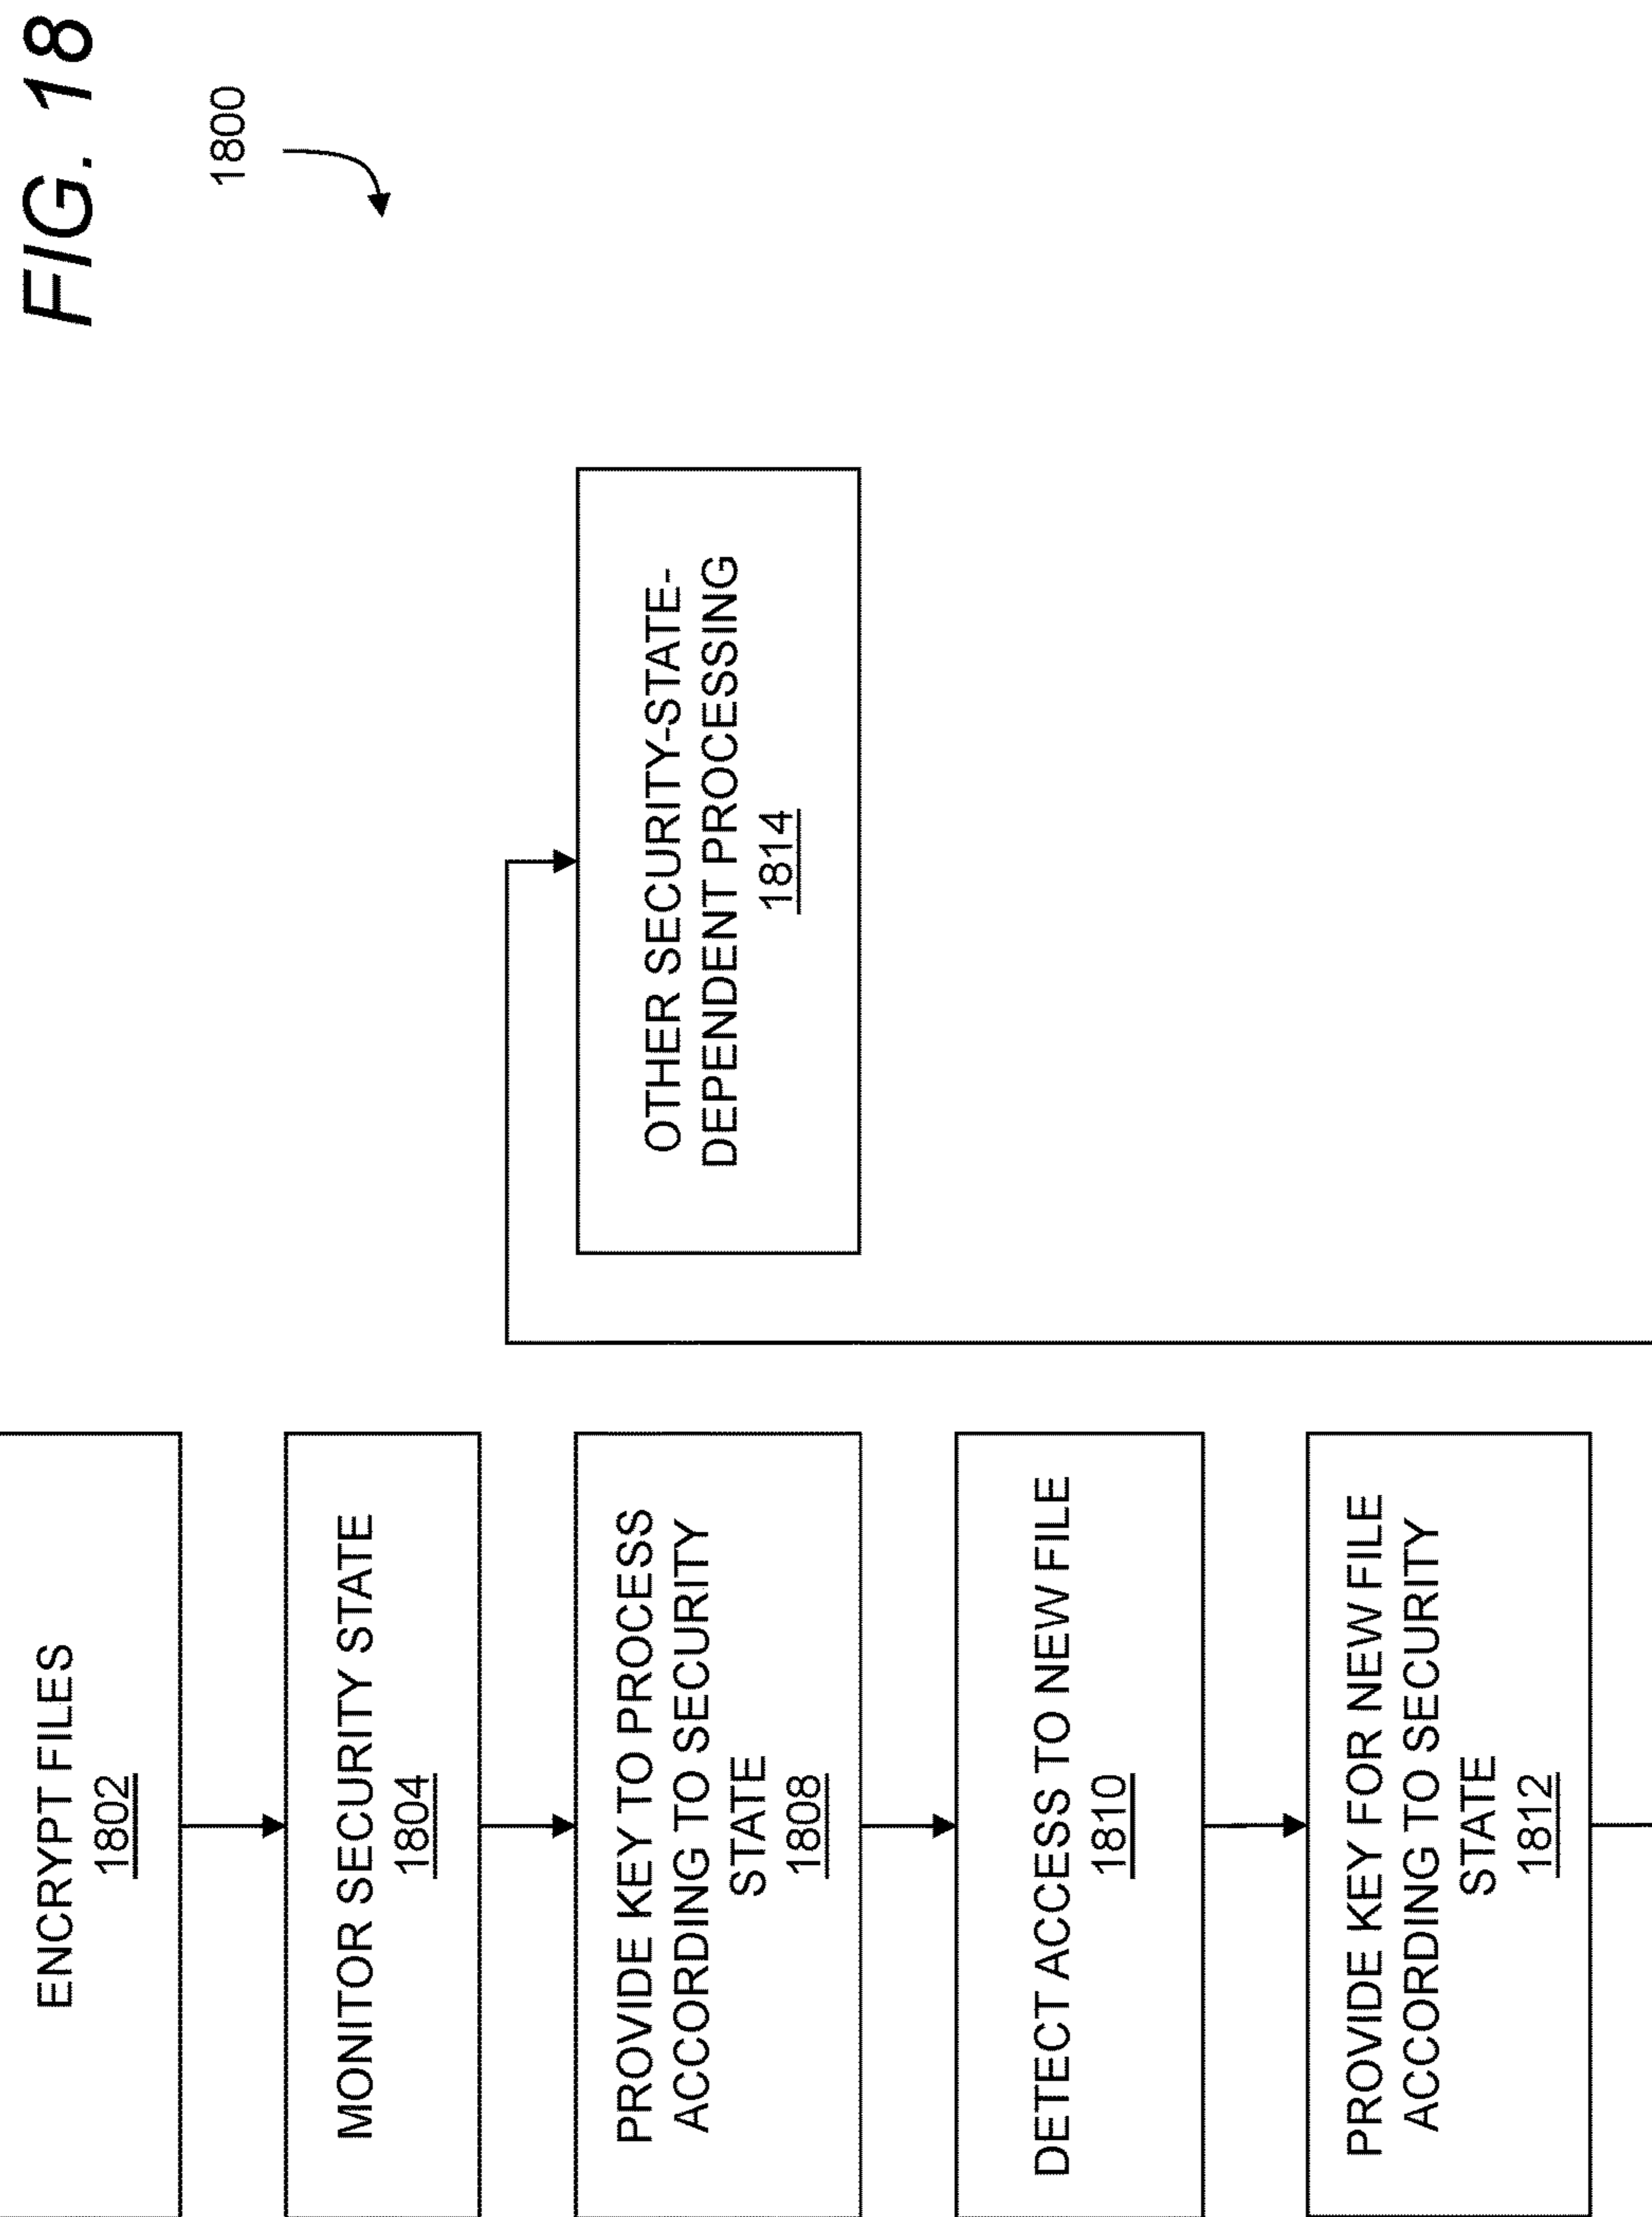 FIG. 18
1800
ENCRYPT FILES
1802
MONITOR SECURITY STATE
1804
PROVIDE KEY TO PROCESS
ACCORDING TO SECURITY
STATE
1808
DETECT ACCESS TO NEW FILE
1810
PROVIDE KEY FOR NEW FILE
ACCORDING TO SECURITY
STATE
1812
OTHER SECURITY-STATE-
DEPENDENT PROCESSING
1814